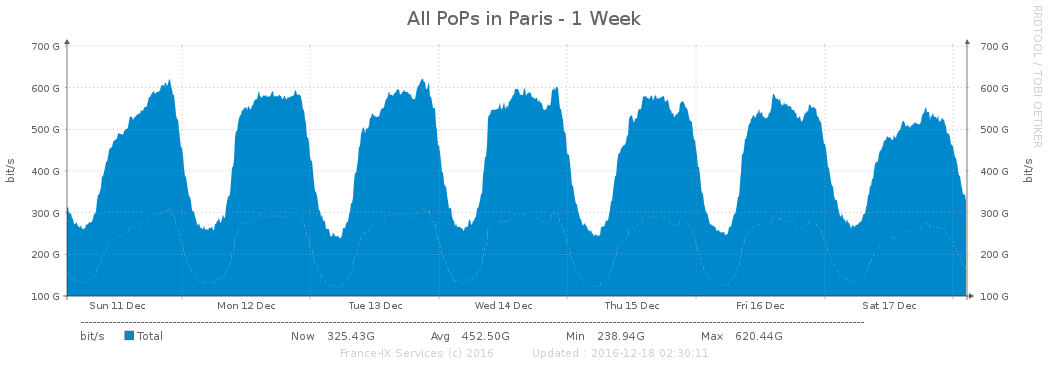 All PoPs in Paris - 1 Week
RRDTOOL / TOBI OETIKER
700 G 700 G
600 G 600 G
500 G 500 G
400 G 400 G
300 G 300 G
200 G 200 G
100 G 100 G
bit/s bit/s
Sun 11 Dec Mon 12 Dec Tue 13 Dec Wed 14 Dec Thu 15 Dec Fri 16 Dec Sat 17 Dec
bit/s Total Now 325.43G Avg 452.50G Min 238.94G Max 620.44G
France-IX Services (c) 2016 Updated : 2016-12-18 02:30:11